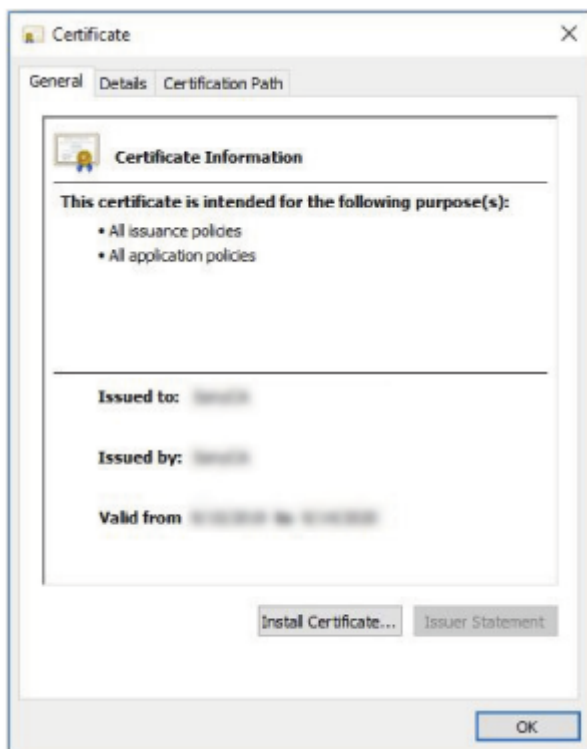 Certificate
General Details Certification Path
Certificate Information
This certificate is intended for the following purpose(s):
• All issuance policies
• All application policies
Issued to:
Issued by:
Valid from
Install Certificate... Issuer Statement
OK